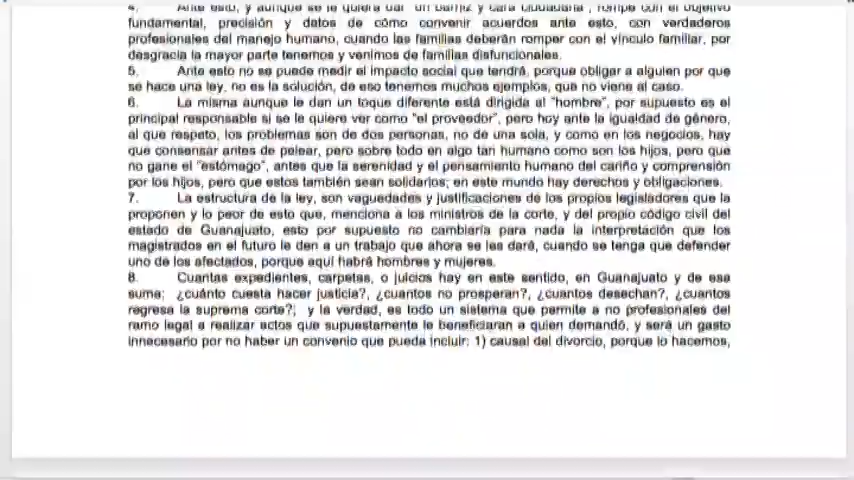 4. Ante esto, y aunque se le quiera dar un barniz y cara ciudadana , rompe con el objetivo
fundamental, precisión y datos de cómo convenir acuerdos ante esto, con verdaderos
profesionales del manejo humano, cuando las familias deberán romper con el vinculo familiar, por
desgracia la mayor parte tenemos y venimos de familias disfuncionales.
5. Ante esto no se puede medir el impacto social que tendrá, porque obligar a alguien por que
se hace una ley, no es la solución, de eso tenemos muchos ejemplos, que no viene al caso.
6. La misma aunque le dan un toque diferente está dirigida al "hombre", por supuesto es el
principal responsable si se le quiere ver como "el proveedor", pero hoy ante la igualdad de género,
al que respeto, los problemas son de dos personas, no de una sola, y como en los negocios, hay
que consensar antes de pelear, pero sobre todo en algo tan humano como son los hijos, pero que
no gane el "estómago", antes que la serenidad y el pensamiento humano del cariño y comprensión
por los hijos, pero que estos también sean solidarios; en este mundo hay derechos y obligaciones.
7. La estructura de la ley, son vaguedades y justificaciones de los propios legisladores que la
proponen y lo peor de esto que, menciona a los ministros de la corte, y del propio código civil del
estado de Guanajuato, esto por supuesto no cambiaría para nada la interpretación que los
magistrados en el futuro le den a un trabajo que ahora se les dará, cuando se tenga que defender
uno de los afectados, porque aquí habrá hombres y mujeres.
8. Cuantas expedientes, carpetas, o juicios hay en este sentido, en Guanajuato y de esa
suma; ¿cuánto cuesta hacer justicia?, ¿cuantos no prosperan?, ¿cuantos desechan?, ¿cuantos
regresa la suprema corte?; y la verdad, es todo un sistema que permite a no profesionales del
ramo legal a realizar actos que supuestamente le beneficiaran a quien demandó, y será un gasto
innecesario por no haber un convenio que pueda incluir: 1) causal del divorcio, porque lo hacemos,